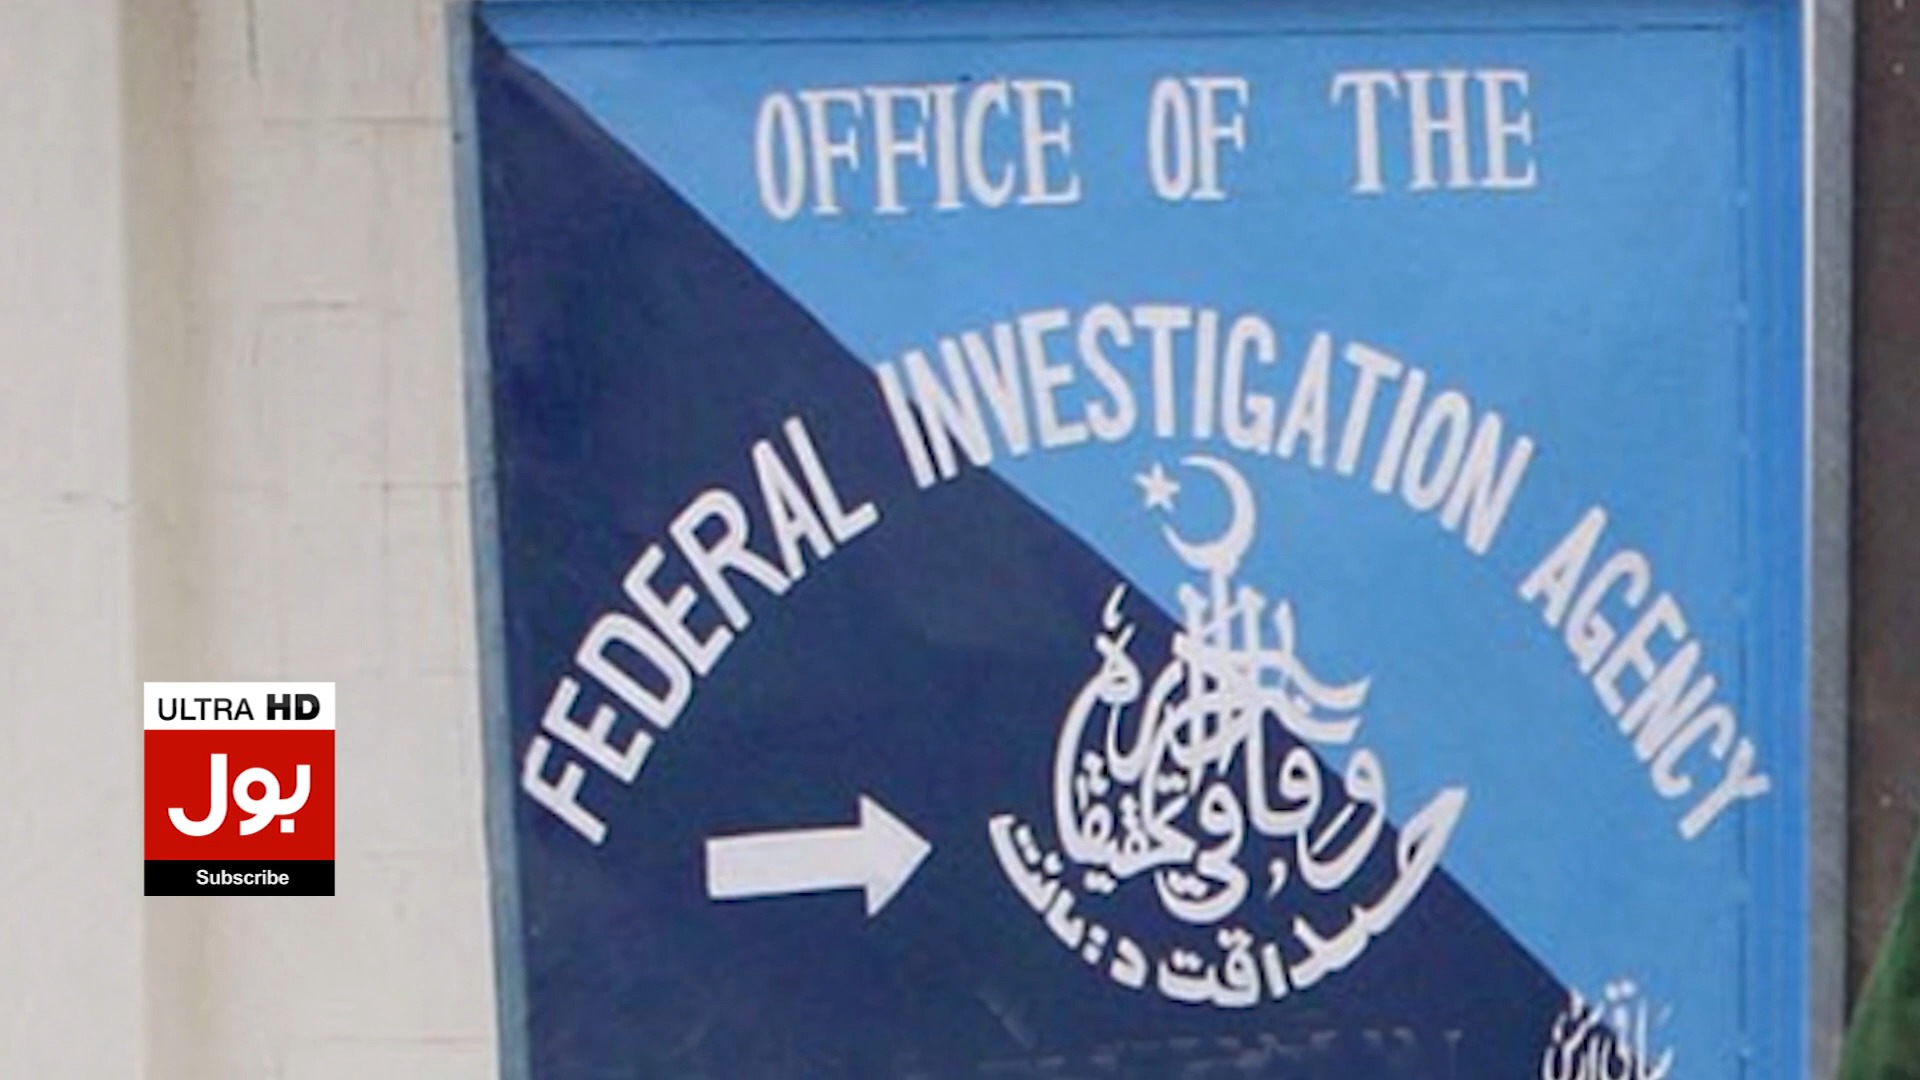 OFFICE OF THE
FEDERAL INVESTIGATION AGENCY
وفاقی تحقیقاتی ادارہ
صداقت دیانت
ULTRA HD
بول
Subscribe